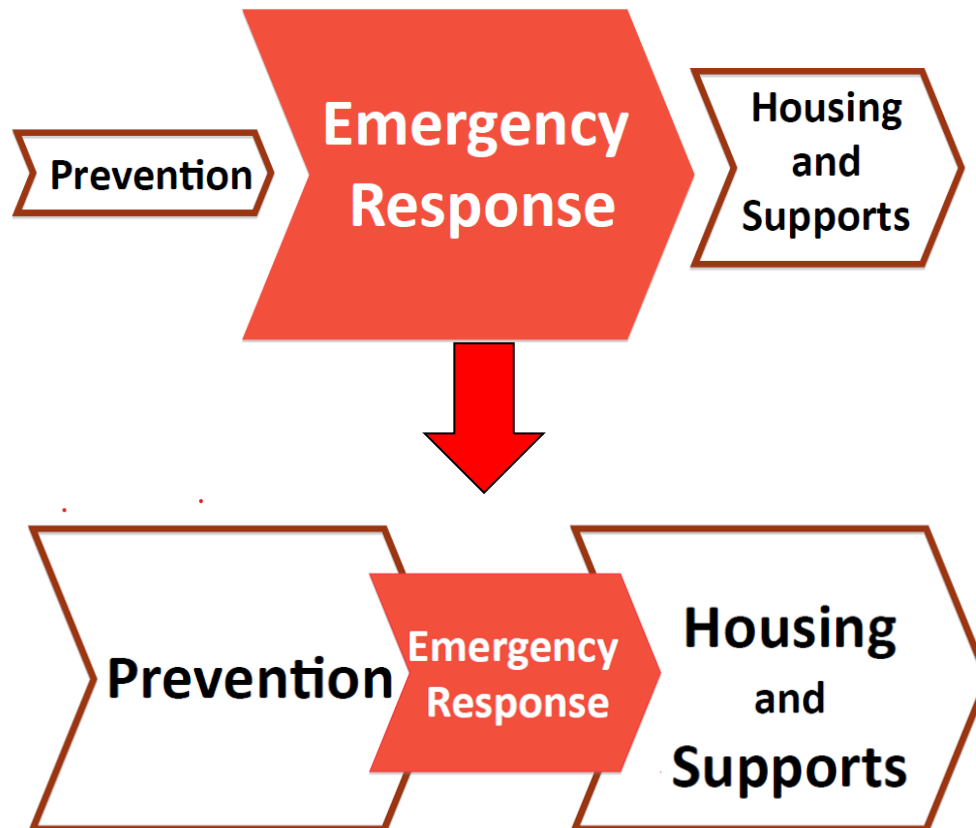 Prevention
Emergency
Response
Housing
and
Supports
Prevention
Emergency
Response
Housing
and
Supports